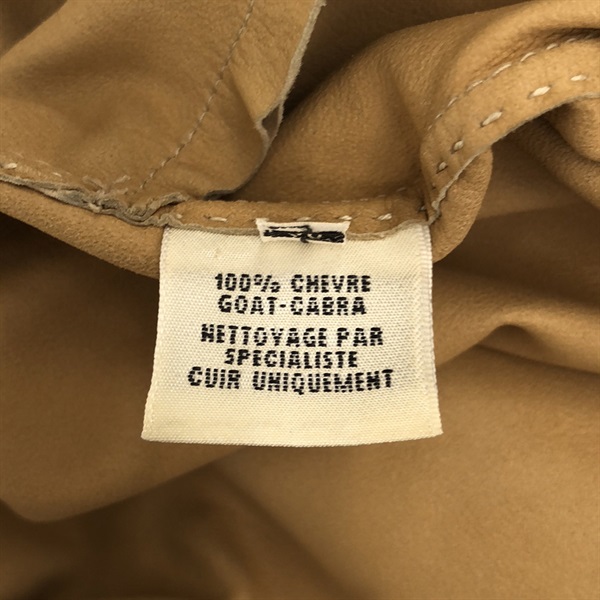 100% CHEVRE
GOAT-CABRA
NETTOYAGE PAR
SPECIALISTE
CUIR UNIQUEMENT